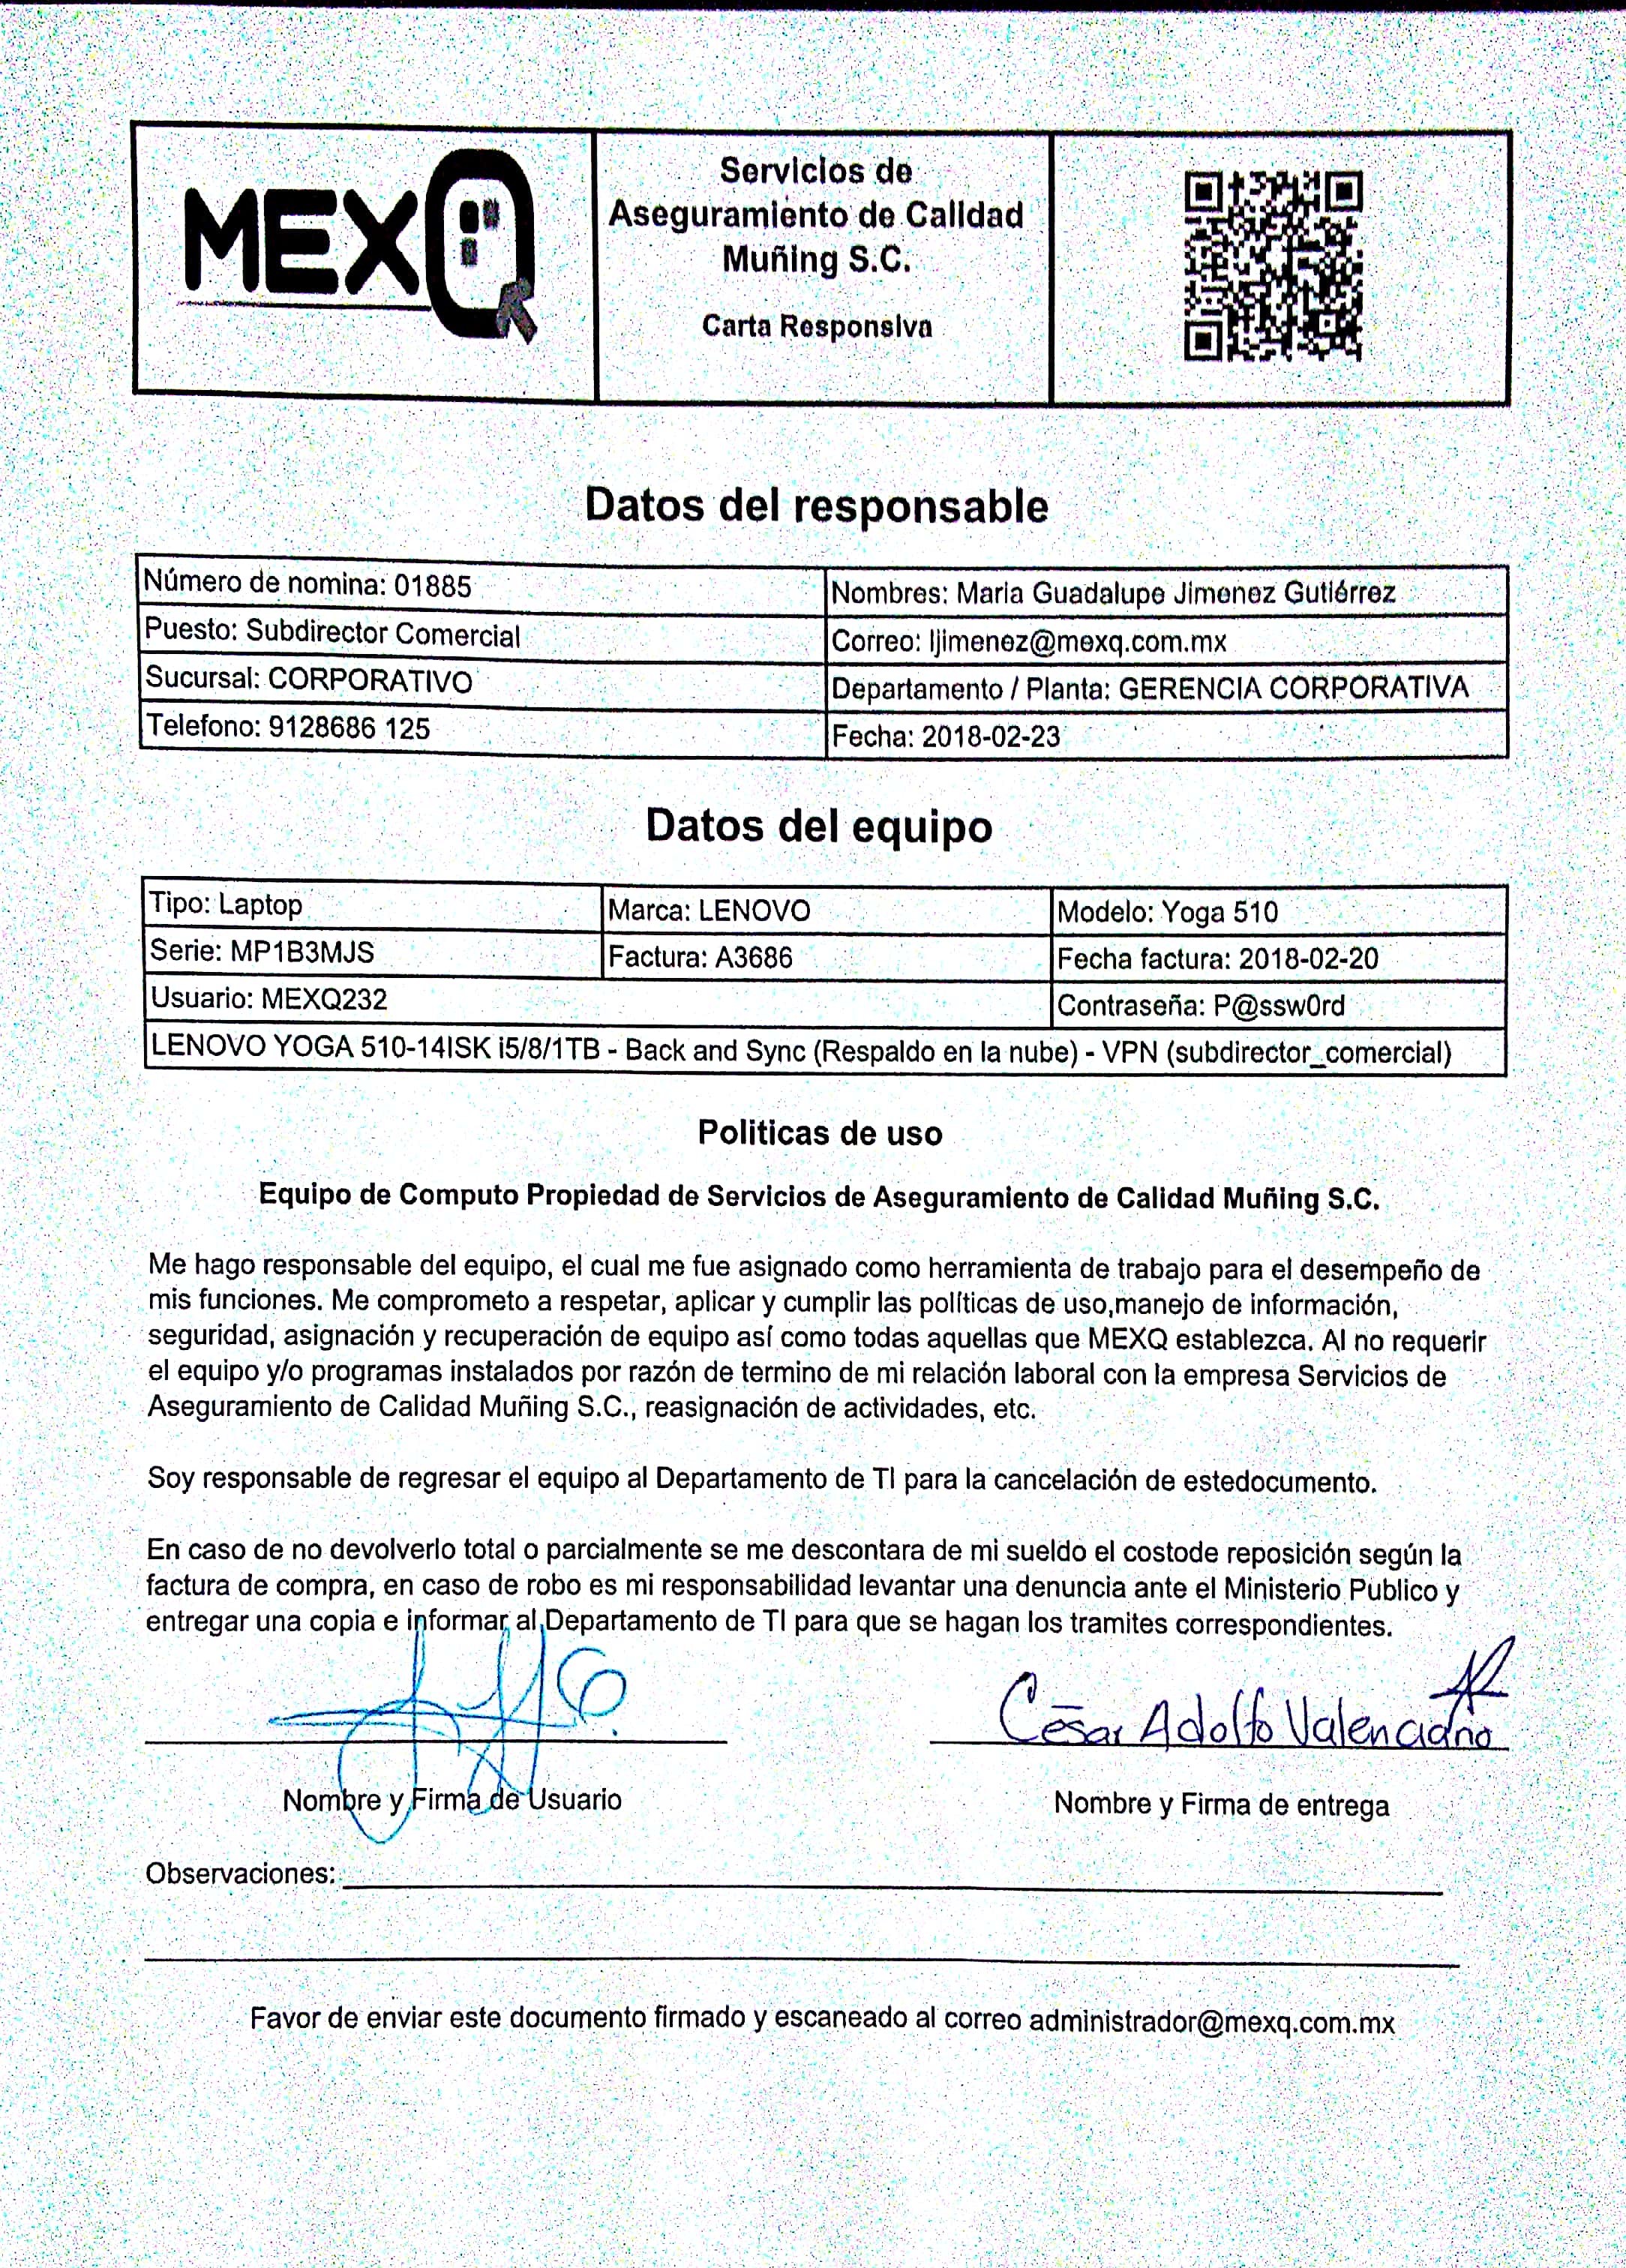 MEXQ
Servicios de
Aseguramiento de Calidad
Muñing S.C.
Carta Responsiva
Datos del responsable
Número de nomina: 01885
Nombres: Maria Guadalupe Jimenez Gutiérrez
Puesto: Subdirector Comercial
Correo: ljimenez@mexq.com.mx
Sucursal: CORPORATIVO
Departamento / Planta: GERENCIA CORPORATIVA
Telefono: 9128686 125
Fecha: 2018-02-23
Datos del equipo
Tipo: Laptop
Marca: LENOVO
Modelo: Yoga 510
Serie: MP1B3MJS
Factura: A3686
Fecha factura: 2018-02-20
Usuario: MEXQ232
Contraseña: P@ssw0rd
LENOVO YOGA 510-14ISK i5/8/1TB - Back and Sync (Respaldo en la nube) - VPN (subdirector_comercial)
Politicas de uso
Equipo de Computo Propiedad de Servicios de Aseguramiento de Calidad Muñing S.C.
Me hago responsable del equipo, el cual me fue asignado como herramienta de trabajo para el desempeño de
mis funciones. Me comprometo a respetar, aplicar y cumplir las políticas de uso,manejo de información,
seguridad, asignación y recuperación de equipo así como todas aquellas que MEXQ establezca. Al no requerir
el equipo y/o programas instalados por razón de termino de mi relación laboral con la empresa Servicios de
Aseguramiento de Calidad Muñing S.C., reasignación de actividades, etc.
Soy responsable de regresar el equipo al Departamento de TI para la cancelación de estedocumento.
En caso de no devolverlo total o parcialmente se me descontara de mi sueldo el costode reposición según la
factura de compra, en caso de robo es mi responsabilidad levantar una denuncia ante el Ministerio Publico y
entregar una copia e informar al Departamento de TI para que se hagan los tramites correspondientes.
César Adolfo Valenciano
Nombre y Firma de Usuario
Nombre y Firma de entrega
Observaciones:
Favor de enviar este documento firmado y escaneado al correo administrador@mexq.com.mx